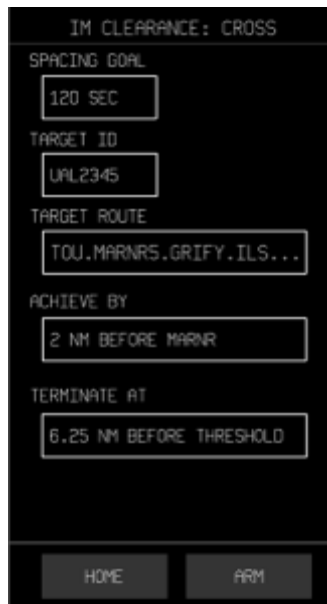 IM CLEARANCE: CROSS
SPACING GOAL
120 SEC
TARGET ID
UAL2345
TARGET ROUTE
TOU.MARNR5.GRIFY.ILS...
ACHIEVE BY
2 NM BEFORE MARNR
TERMINATE AT
6.25 NM BEFORE THRESHOLD
HOME ARM